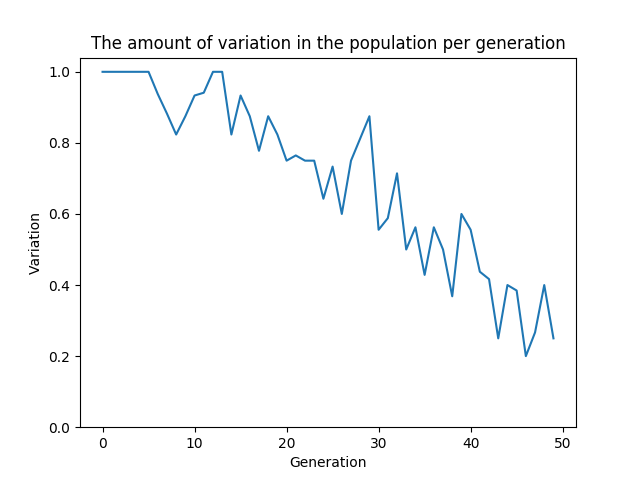 The amount of variation in the population per generation
1.0
0.8
0.6
0.4
0.2
0.0
Variation
0 10 20 30 40 50
Generation